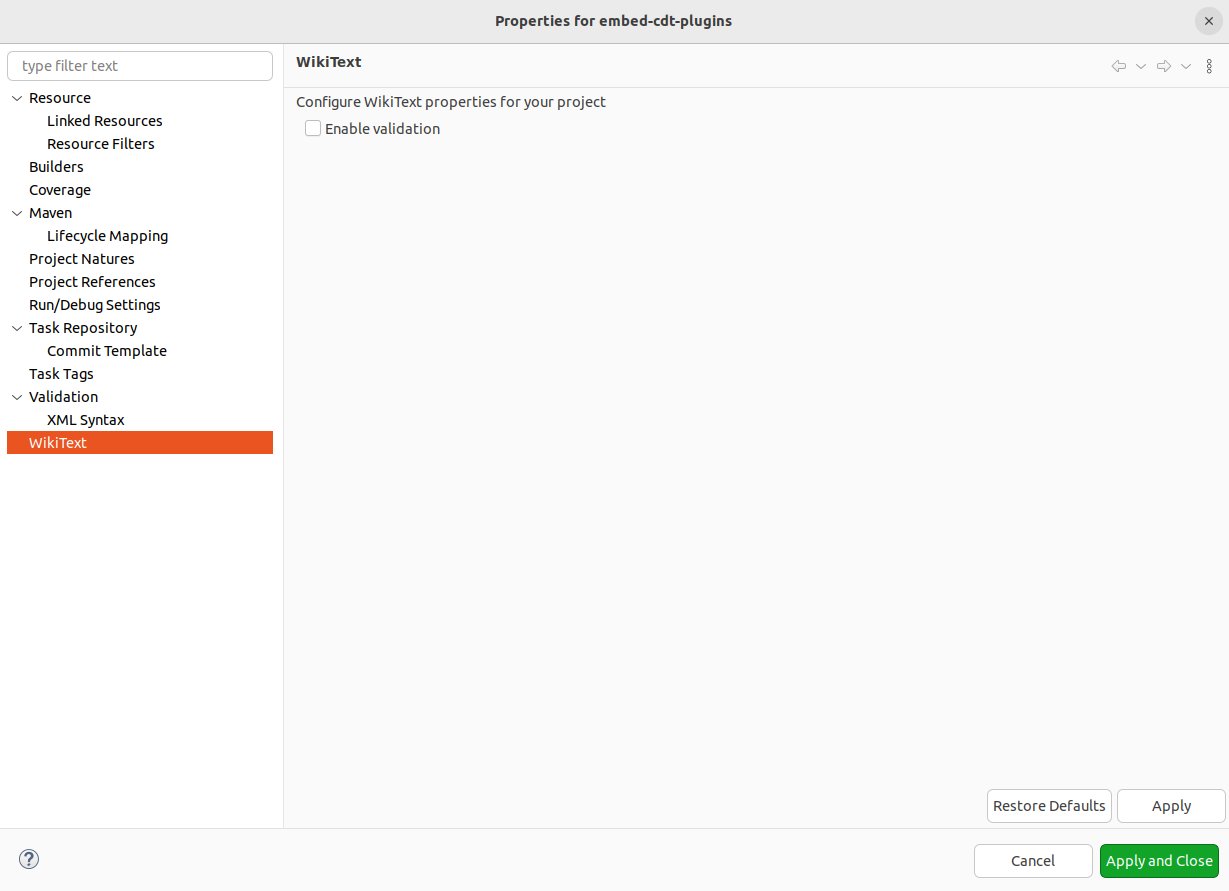 Properties for embed-cdt-plugins
type filter text
Resource
Linked Resources
Resource Filters
Builders
Coverage
Maven
Lifecycle Mapping
Project Natures
Project References
Run/Debug Settings
Task Repository
Commit Template
Task Tags
Validation
XML Syntax
WikiText
WikiText
Configure WikiText properties for your project
Enable validation
Restore Defaults
Apply
Cancel
Apply and Close